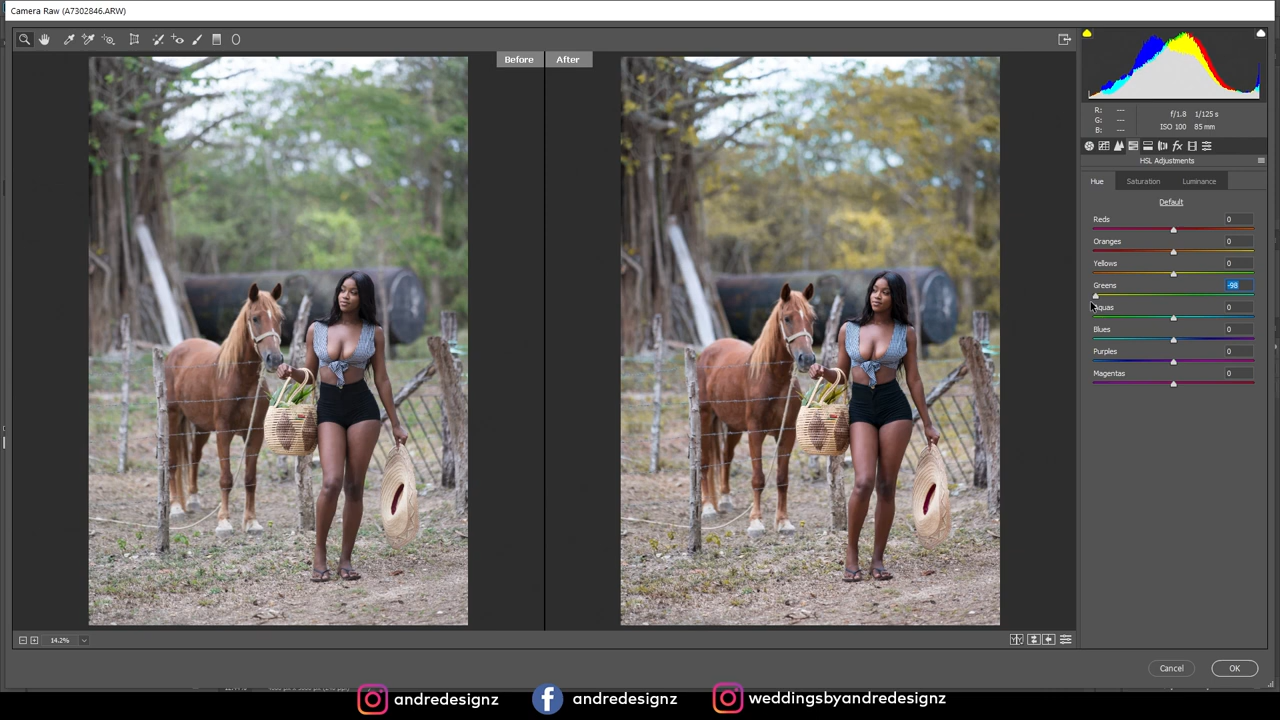 Camera Raw (A7302846.ARW)
Before After
R: ---
G: ---
B: ---
f/1.8 1/125 s
ISO 100 85 mm
HSL Adjustments
Hue Saturation Luminance
Default
Reds 0
Oranges 0
Yellows 0
Greens -98
quas 0
Blues 0
Purples 0
Magentas 0
14.2%
Y Y
Cancel OK
andredesignz andredesignz weddingsbyandredesignz